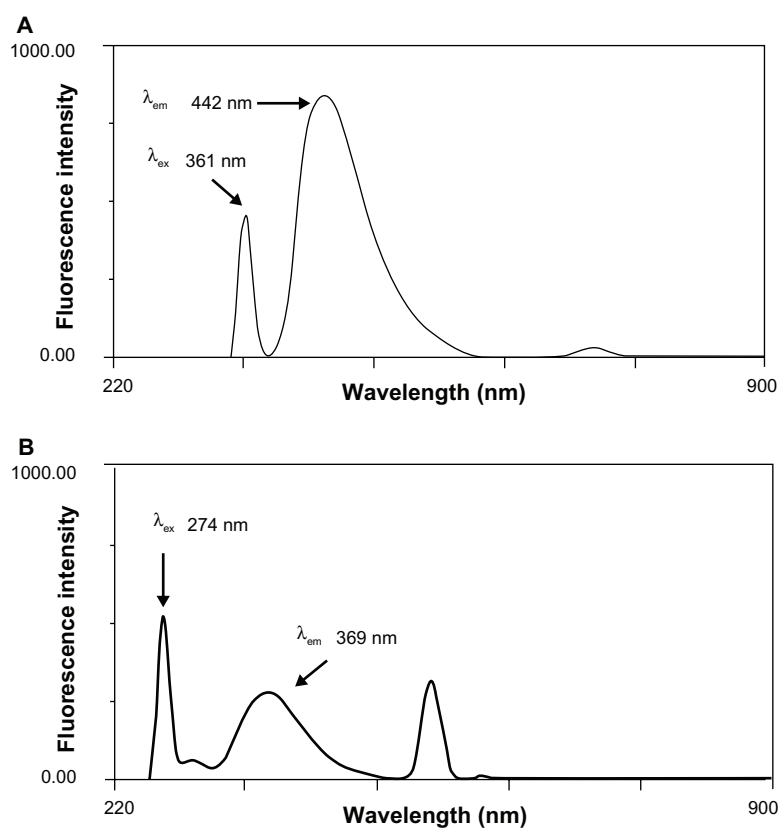 A
1000.00
λem 442 nm
λex 361 nm
Fluorescence intensity
0.00
220
900
Wavelength (nm)
B
1000.00
λex 274 nm
λem 369 nm
Fluorescence intensity
0.00
220
900
Wavelength (nm)